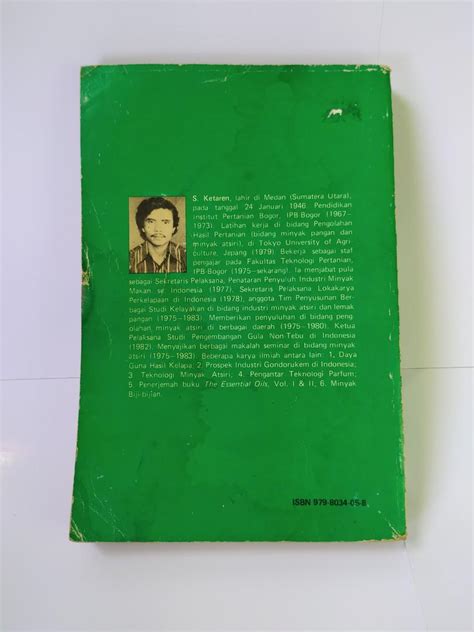 S. Ketaren, lahir di Medan (Sumatera Utara),
pada tanggal 24 Januari 1946. Pendidikan
Institut Pertanian Bogor, IPB-Bogor (1967–
1973). Latihan kerja di bidang Pengolahan
Hasil Pertanian (bidang minyak pangan dan
minyak atsiri), di Tokyo University of Agri-
culture, Jepang (1979). Bekerja sebagai staf
pengajar pada Fakultas Teknologi Pertanian,
IPB-Bogor (1975–sekarang). Ia menjabat pula
sebagai Sekretaris Pelaksana, Penataran Penyuluh Industri Minyak
Makan se Indonesia (1977), Sekretaris Pelaksana Lokakarya
Perkelapaan di Indonesia (1978), anggota Tim Penyusunan Ber-
bagai Studi Kelayakan di bidang industri minyak atsiri dan lemak
pangan (1975–1983). Memberikan penyuluhan di bidang peng
olahan minyak atsiri di berbagai daerah (1975–1980). Ketua
Pelaksana Studi Pengembangan Gula Non-Tebu di Indonesia
(1982). Menyajikan berbagai makalah seminar di bidang minyak
atsiri (1975–1983). Beberapa karya ilmiah antara lain: 1. Daya
Guna Hasil Kelapa; 2. Prospek Industri Gondorukem di Indonesia;
3. Teknologi Minyak Atsiri; 4. Pengantar Teknologi Parfum;
5. Penerjemah buku The Essential Oils, Vol. I & II; 6. Minyak
Biji-bijian.
ISBN 979-8034-05-8